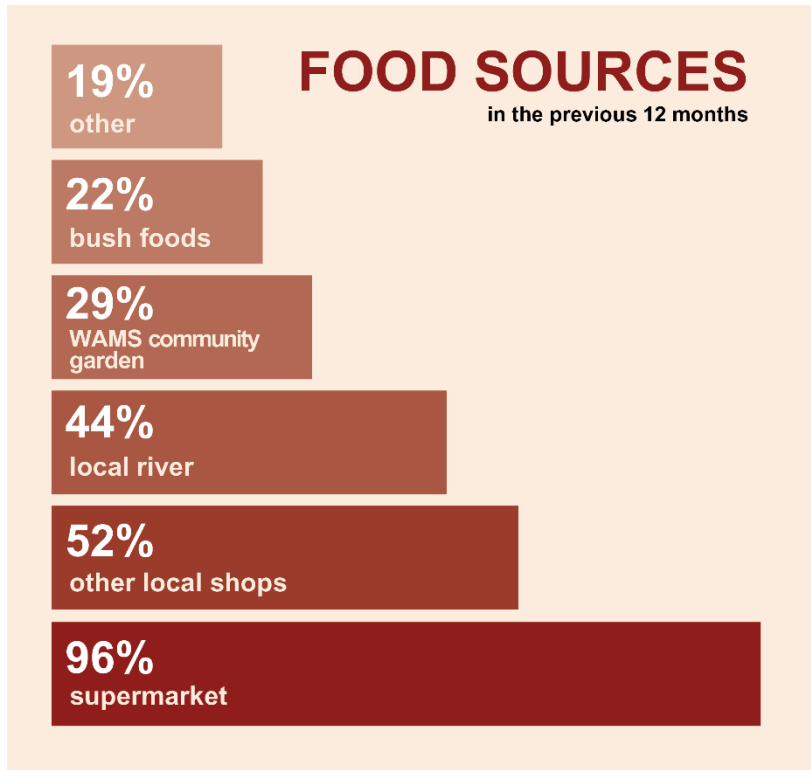 FOOD SOURCES
in the previous 12 months
19%
other
22%
bush foods
29%
WAMS community
garden
44%
local river
52%
other local shops
96%
supermarket